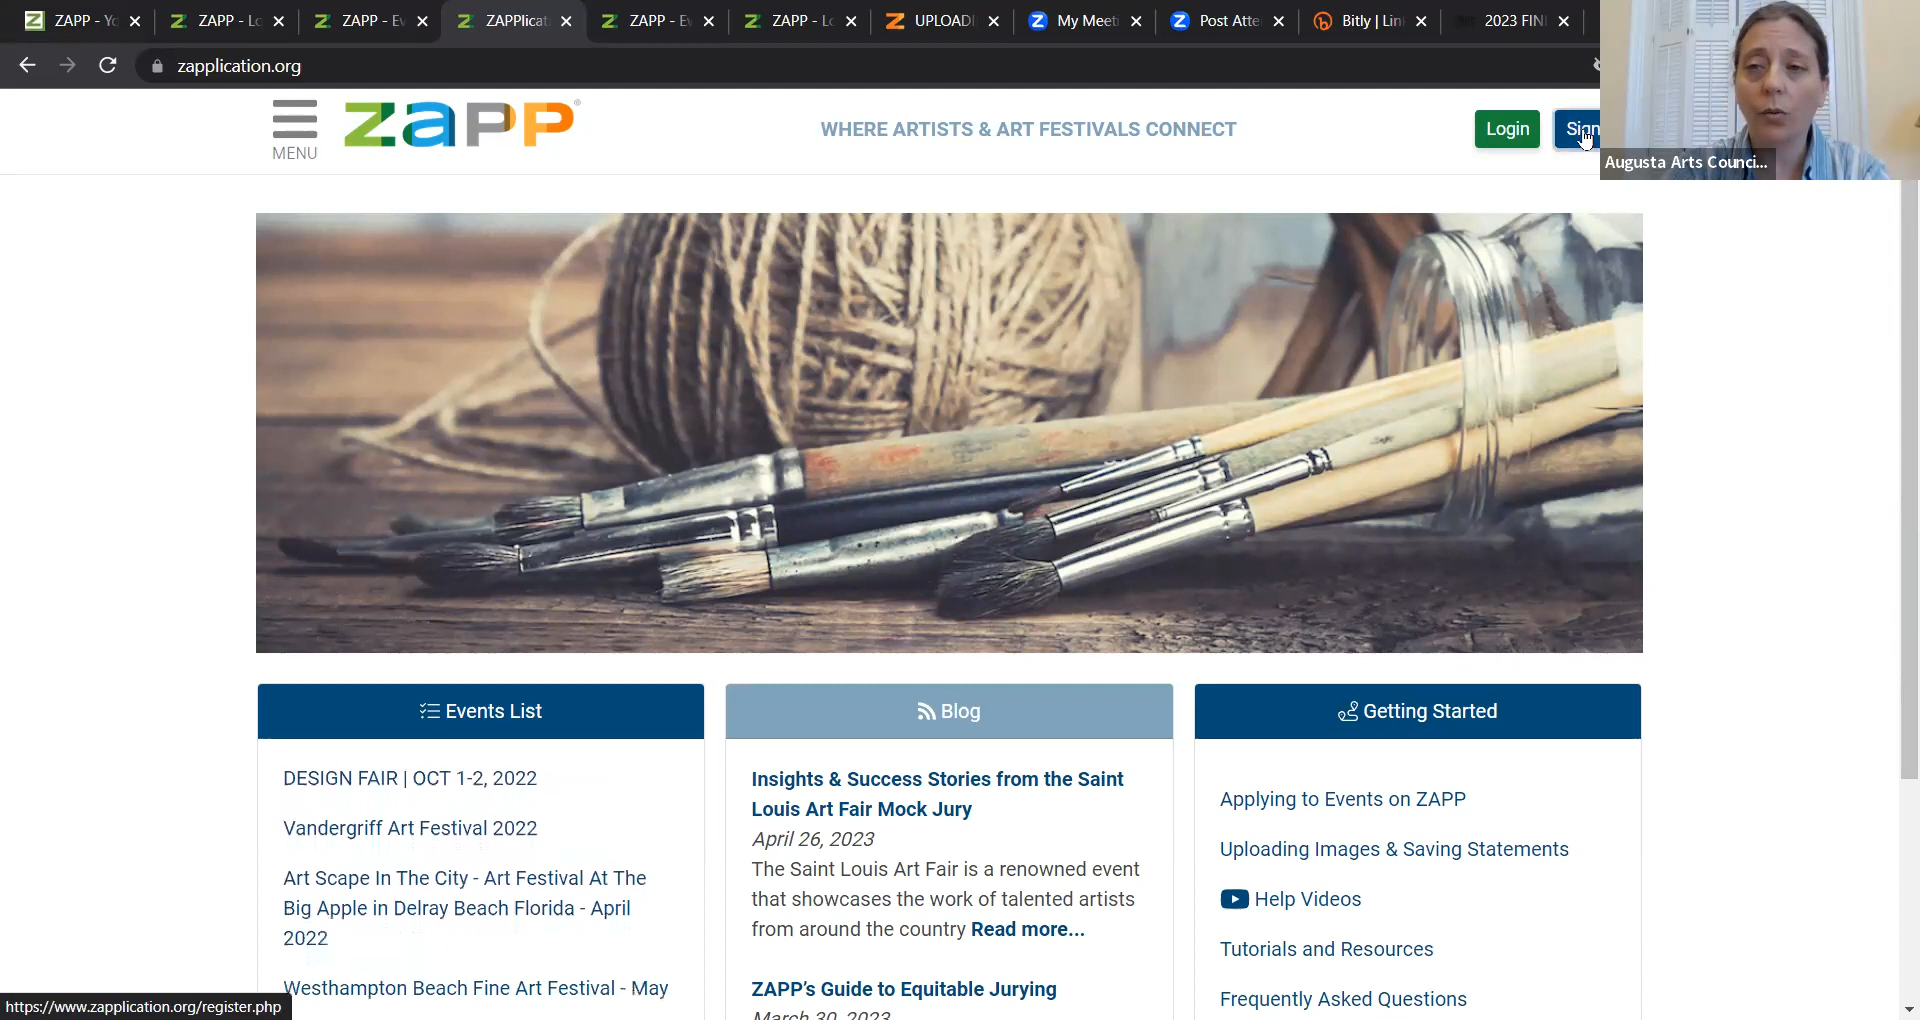 ZAPP - Yo
ZAPP - Lo
ZAPP - Ev
ZAPPlicat
ZAPP - Ev
ZAPP - Lo
UPLOADI
My Meeti
Post Atte
Bitly | Lin
2023 FIN
zapplication.org
MENU
zapp
WHERE ARTISTS & ART FESTIVALS CONNECT
Login
Sign
Augusta Arts Counci...
Events List
DESIGN FAIR | OCT 1-2, 2022
Vandergriff Art Festival 2022
Art Scape In The City - Art Festival At The
Big Apple in Delray Beach Florida - April
2022
Westhampton Beach Fine Art Festival - May
Blog
Insights & Success Stories from the Saint
Louis Art Fair Mock Jury
April 26, 2023
The Saint Louis Art Fair is a renowned event
that showcases the work of talented artists
from around the country Read more...
ZAPP's Guide to Equitable Jurying
March 30, 2023
Getting Started
Applying to Events on ZAPP
Uploading Images & Saving Statements
Help Videos
Tutorials and Resources
Frequently Asked Questions
https://www.zapplication.org/register.php